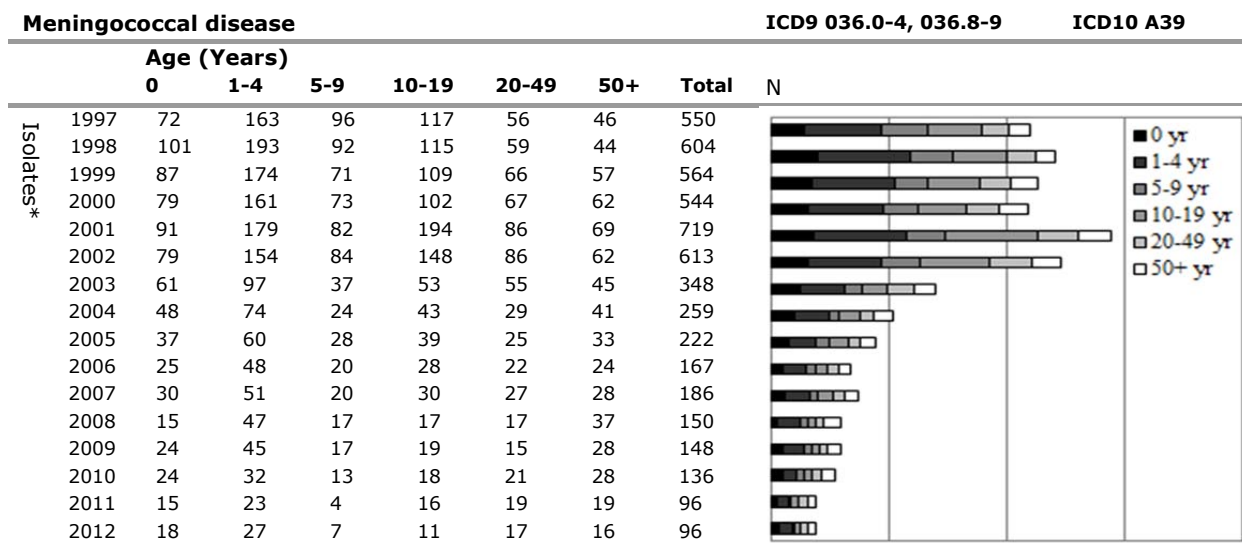 Meningococcal disease ICD9 036.0-4, 036.8-9 ICD10 A39
Age (Years)
0 1-4 5-9 10-19 20-49 50+ Total N
Isolates*
1997 72 163 96 117 56 46 550
1998 101 193 92 115 59 44 604
1999 87 174 71 109 66 57 564
2000 79 161 73 102 67 62 544
2001 91 179 82 194 86 69 719
2002 79 154 84 148 86 62 613
2003 61 97 37 53 55 45 348
2004 48 74 24 43 29 41 259
2005 37 60 28 39 25 33 222
2006 25 48 20 28 22 24 167
2007 30 51 20 30 27 28 186
2008 15 47 17 17 17 37 150
2009 24 45 17 19 15 28 148
2010 24 32 13 18 21 28 136
2011 15 23 4 16 19 19 96
2012 18 27 7 11 17 16 96
0 yr
1-4 yr
5-9 yr
10-19 yr
20-49 yr
50+ yr